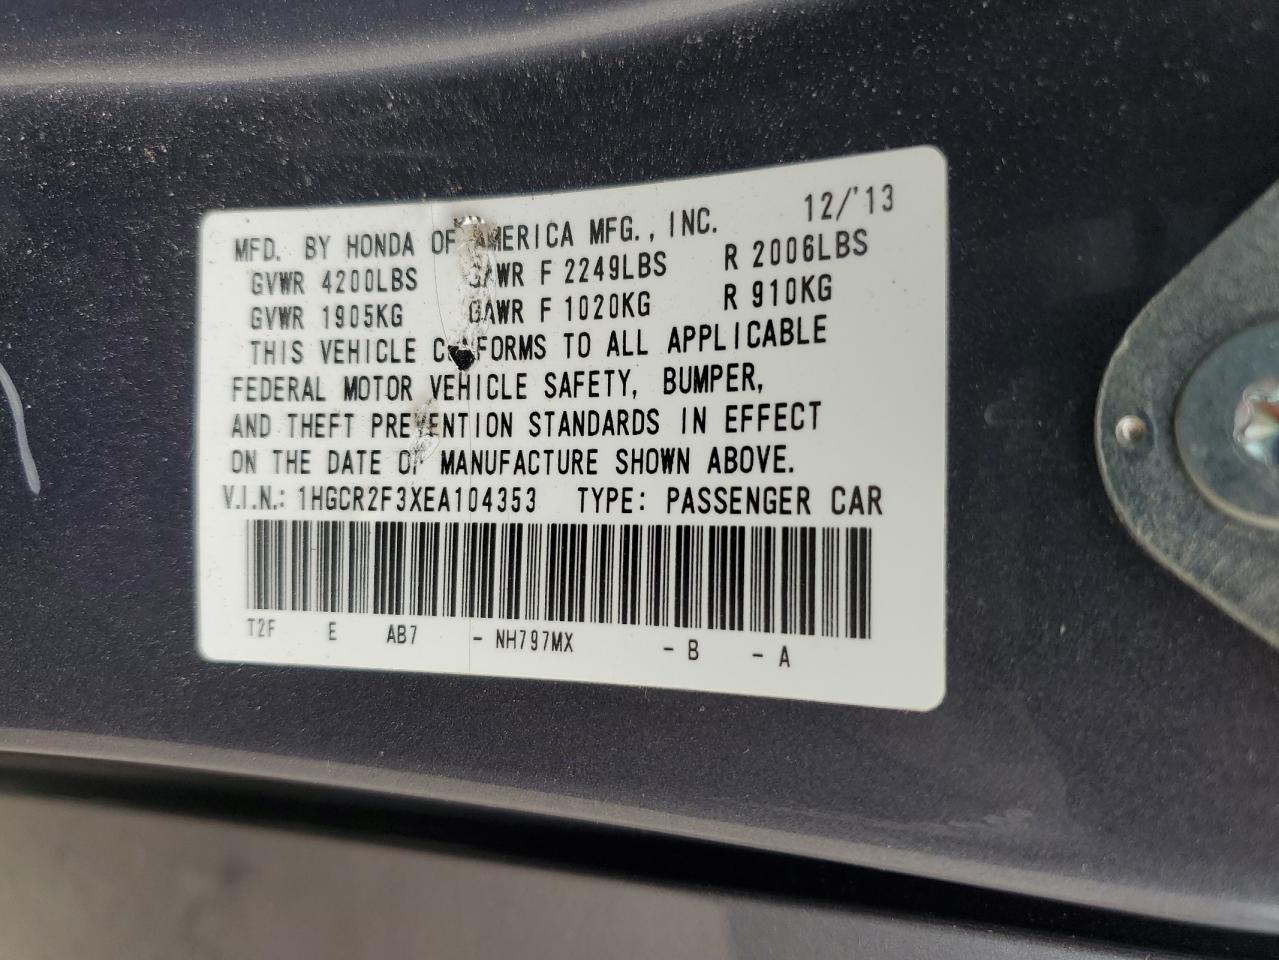 MFD. BY HONDA OF AMERICA MFG., INC. 12/'13
GVWR 4200LBS GAWR F 2249LBS R 2006LBS
GVWR 1905KG GAWR F 1020KG R 910KG
THIS VEHICLE CONFORMS TO ALL APPLICABLE
FEDERAL MOTOR VEHICLE SAFETY, BUMPER,
AND THEFT PREVENTION STANDARDS IN EFFECT
ON THE DATE OF MANUFACTURE SHOWN ABOVE.
V.I.N.: 1HGCR2F3XEA104353 TYPE: PASSENGER CAR
T2F E AB7 - NH797MX - B - A